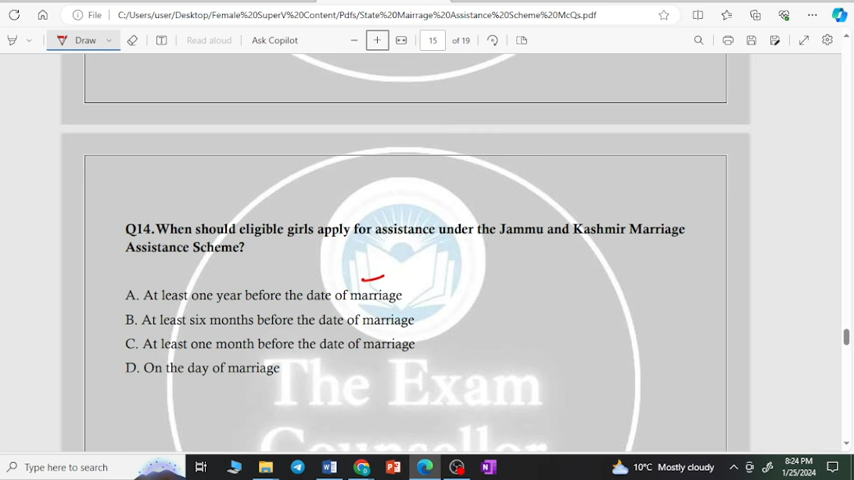 File
C:/Users/user/Desktop/Female%20SuperV%20Content/Pdfs/State%20Mairrage%20Assistance%20Scheme%20McQs.pdf
Draw
Read aloud
Ask Copilot
15 of 19
Q14.When should eligible girls apply for assistance under the Jammu and Kashmir Marriage
Assistance Scheme?
A. At least one year before the date of marriage
B. At least six months before the date of marriage
C. At least one month before the date of marriage
D. On the day of marriage
The Exam
Counsellor
Type here to search
10°C Mostly cloudy
8:24 PM
1/25/2024